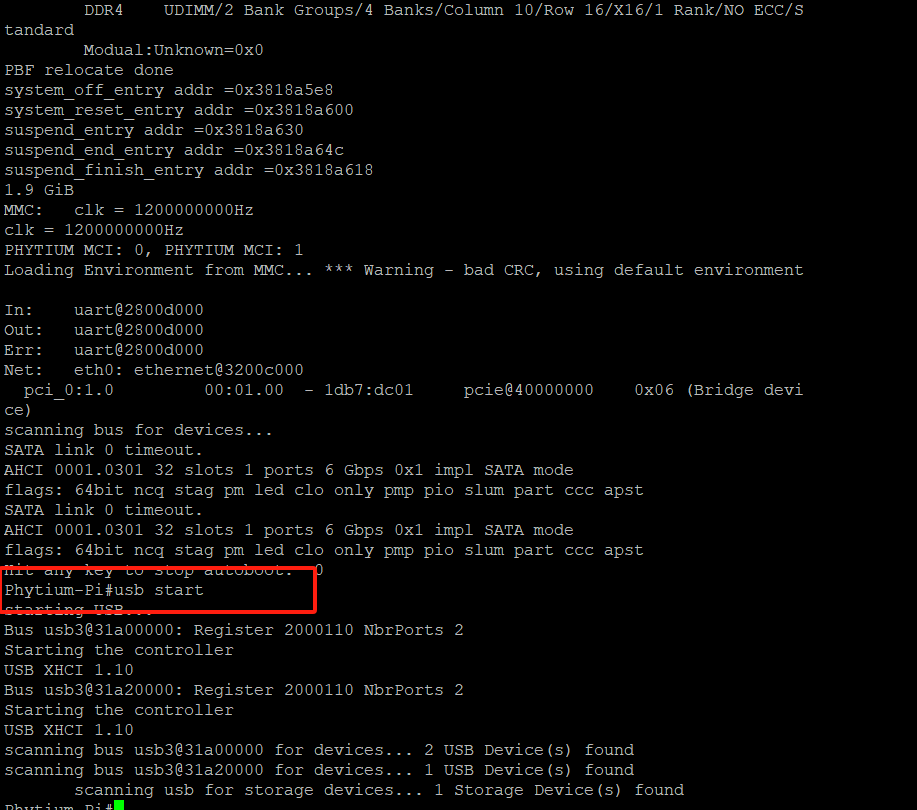 DDR4    UDIMM/2 Bank Groups/4 Banks/Column 10/Row 16/X16/1 Rank/NO ECC/S
tandard
Modual:Unknown=0x0
PBF relocate done
system_off_entry addr =0x3818a5e8
system_reset_entry addr =0x3818a600
suspend_entry addr =0x3818a630
suspend_end_entry addr =0x3818a64c
suspend_finish_entry addr =0x3818a618
1.9 GiB
MMC:   clk = 1200000000Hz
clk = 1200000000Hz
PHYTIUM MCI: 0, PHYTIUM MCI: 1
Loading Environment from MMC... *** Warning - bad CRC, using default environment
In:    uart@2800d000
Out:   uart@2800d000
Err:   uart@2800d000
Net:   eth0: ethernet@3200c000
pci_0:1.0         00:01.00  - 1db7:dc01     pcie@40000000    0x06 (Bridge devi
ce)
scanning bus for devices...
SATA link 0 timeout.
AHCI 0001.0301 32 slots 1 ports 6 Gbps 0x1 impl SATA mode
flags: 64bit ncq stag pm led clo only pmp pio slum part ccc apst
SATA link 0 timeout.
AHCI 0001.0301 32 slots 1 ports 6 Gbps 0x1 impl SATA mode
flags: 64bit ncq stag pm led clo only pmp pio slum part ccc apst
Hit any key to stop autoboot:  0
Phytium-Pi#usb start
starting USB...
Bus usb3@31a00000: Register 2000110 NbrPorts 2
Starting the controller
USB XHCI 1.10
Bus usb3@31a20000: Register 2000110 NbrPorts 2
Starting the controller
USB XHCI 1.10
scanning bus usb3@31a00000 for devices... 2 USB Device(s) found
scanning bus usb3@31a20000 for devices... 1 USB Device(s) found
scanning usb for storage devices... 1 Storage Device(s) found
Phytium-Pi#